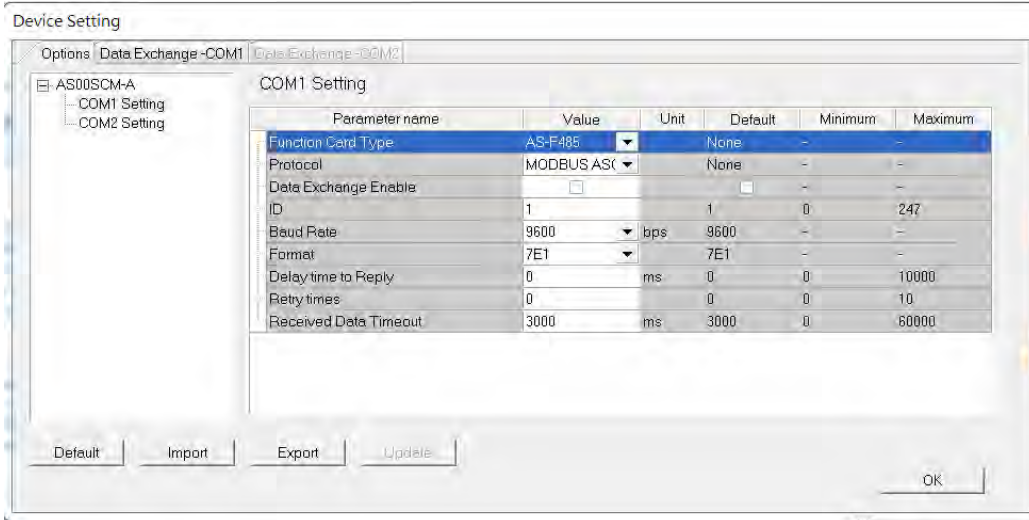 Device Setting
Options Data Exchange -COM1 Data Exchange -COM2
AS00SCM-A
COM1 Setting
COM2 Setting
COM1 Setting
Parameter name Value Unit Default Minimum Maximum
Function Card Type AS-F485 None - -
Protocol MODBUS AS( None - -
Data Exchange Enable - -
ID 1 1 0 247
Baud Rate 9600 bps 9600 - -
Format 7E1 7E1 - -
Delay time to Reply 0 ms 0 0 10000
Retry times 0 0 0 10
Received Data Timeout 3000 ms 3000 0 60000
Default Import Export Update
OK